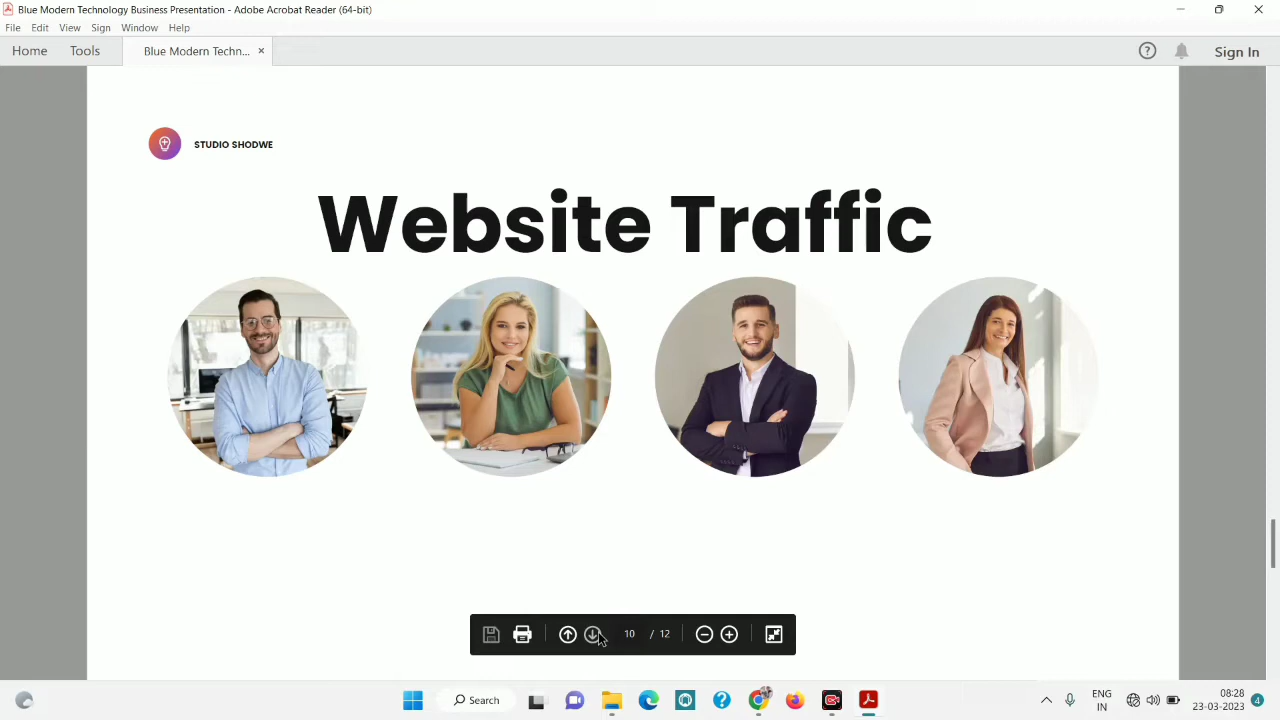 Blue Modern Technology Business Presentation - Adobe Acrobat Reader (64-bit)
File Edit View Sign Window Help
Home Tools Blue Modern Techn... × Sign In
STUDIO SHODWE
Website Traffic
10 / 12
Search
ENG
IN
08:28
23-03-2023
4